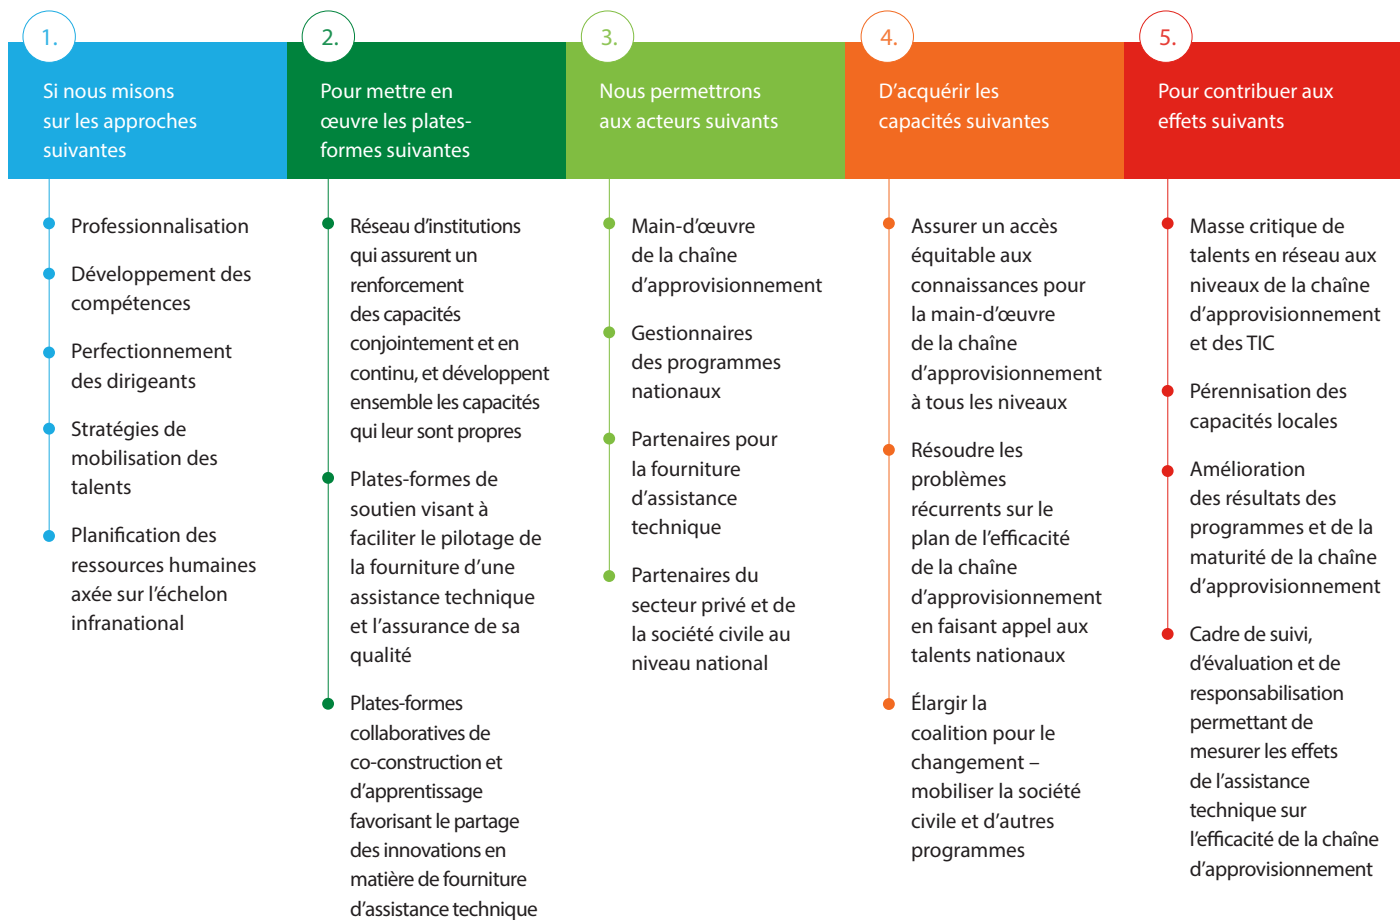 1.
Si nous misons
sur les approches
suivantes
Professionnalisation
Développement des
compétences
Perfectionnement
des dirigeants
Stratégies de
mobilisation des
talents
Planification des
ressources humaines
axée sur l’échelon
infranational
2.
Pour mettre en
œuvre les plates-
formes suivantes
Réseau d’institutions
qui assurent un
renforcement
des capacités
conjointement et en
continu, et développent
ensemble les capacités
qui leur sont propres
Plates-formes de
soutien visant à
faciliter le pilotage de
la fourniture d’une
assistance technique
et l’assurance de sa
qualité
Plates-formes
collaboratives de
co-construction et
d’apprentissage
favorisant le partage
des innovations en
matière de fourniture
d’assistance technique
3.
Nous permettrons
aux acteurs suivants
Main-d’œuvre
de la chaîne
d’approvisionnement
Gestionnaires
des programmes
nationaux
Partenaires pour
la fourniture
d’assistance
technique
Partenaires du
secteur privé et de
la société civile au
niveau national
4.
D’acquérir les
capacités suivantes
Assurer un accès
équitable aux
connaissances pour
la main-d’œuvre
de la chaîne
d’approvisionnement
à tous les niveaux
Résoudre les
problèmes
récurrents sur le
plan de l’efficacité
de la chaîne
d’approvisionnement
en faisant appel aux
talents nationaux
Élargir la
coalition pour le
changement –
mobiliser la société
civile et d’autres
programmes
5.
Pour contribuer aux
effets suivants
Masse critique de
talents en réseau aux
niveaux de la chaîne
d’approvisionnement
et des TIC
Pérennisation des
capacités locales
Amélioration
des résultats des
programmes et de la
maturité de la chaîne
d’approvisionnement
Cadre de suivi,
d’évaluation et de
responsabilisation
permettant de
mesurer les effets
de l’assistance
technique sur
l’efficacité de la chaîne
d’approvisionnement